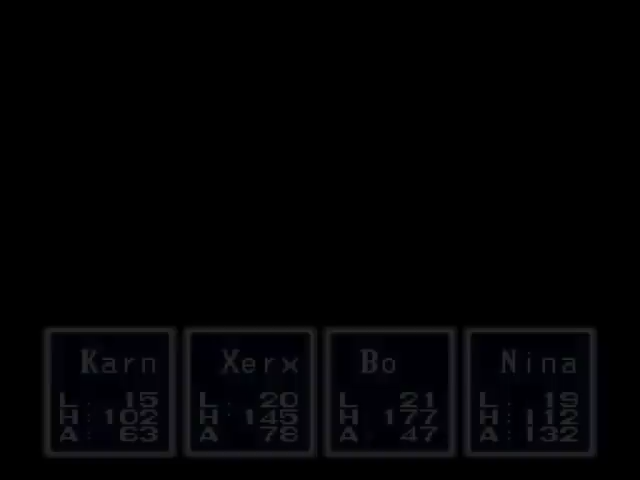 Karn Xerx Bo Nina
L: 15 L: 20 L 21 L: 19
H: 102 H: 145 H 177 H: 112
A: 63 A 78 A 47 A: 132